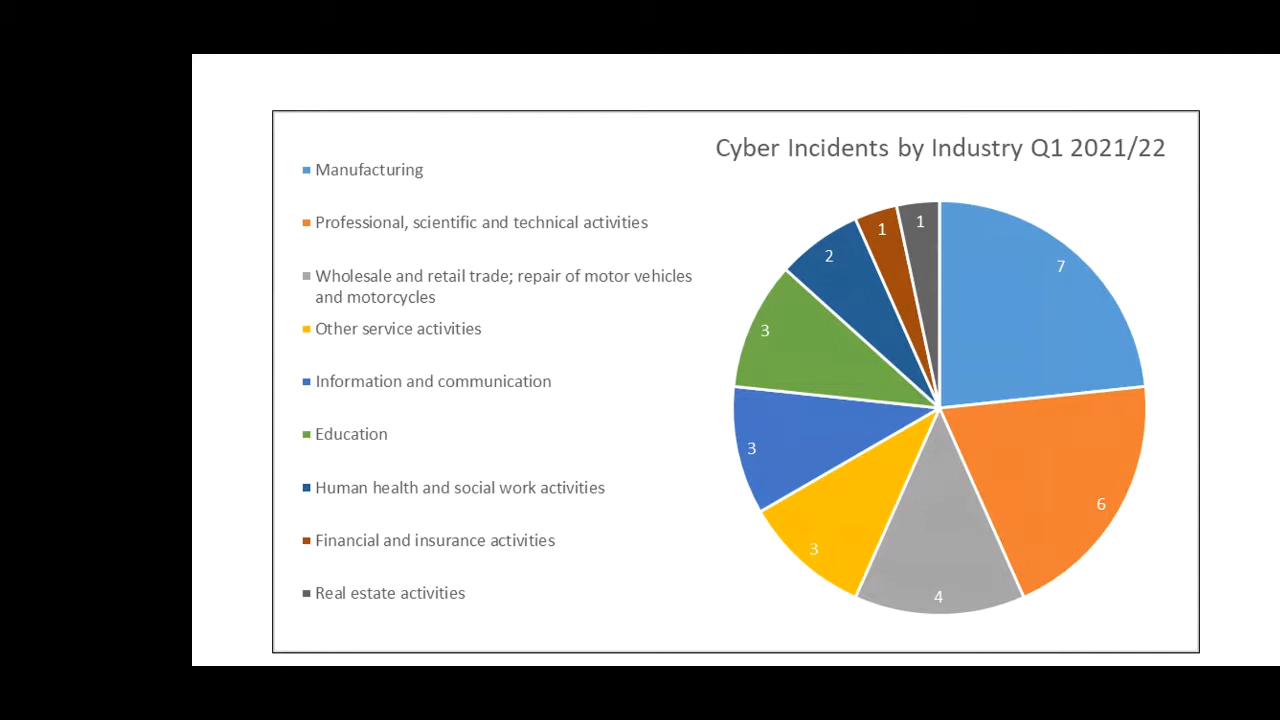 Cyber Incidents by Industry Q1 2021/22
Manufacturing
Professional, scientific and technical activities
Wholesale and retail trade; repair of motor vehicles
and motorcycles
Other service activities
Information and communication
Education
Human health and social work activities
Financial and insurance activities
Real estate activities
7
6
4
3
3
3
2
1
1